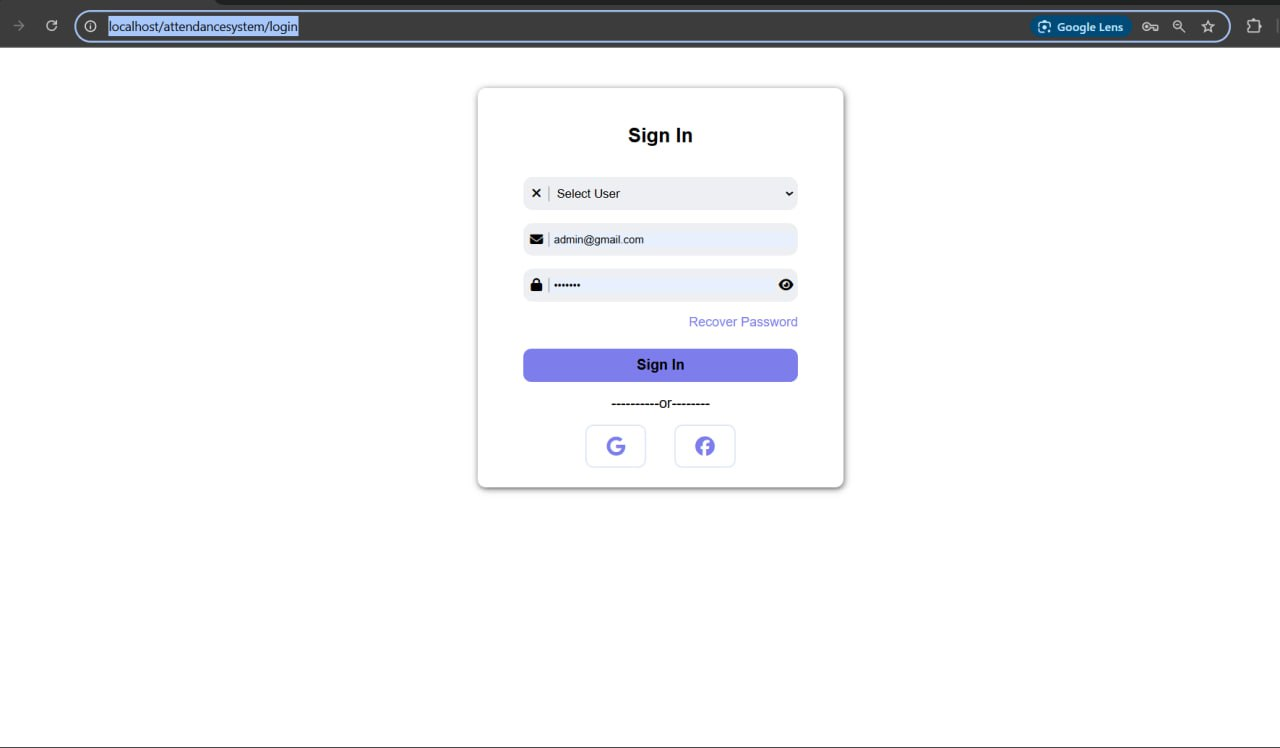 localhost/attendancesystem/login
Google Lens
Sign In
Select User
admin@gmail.com
•••••••
Recover Password
Sign In
----------or--------